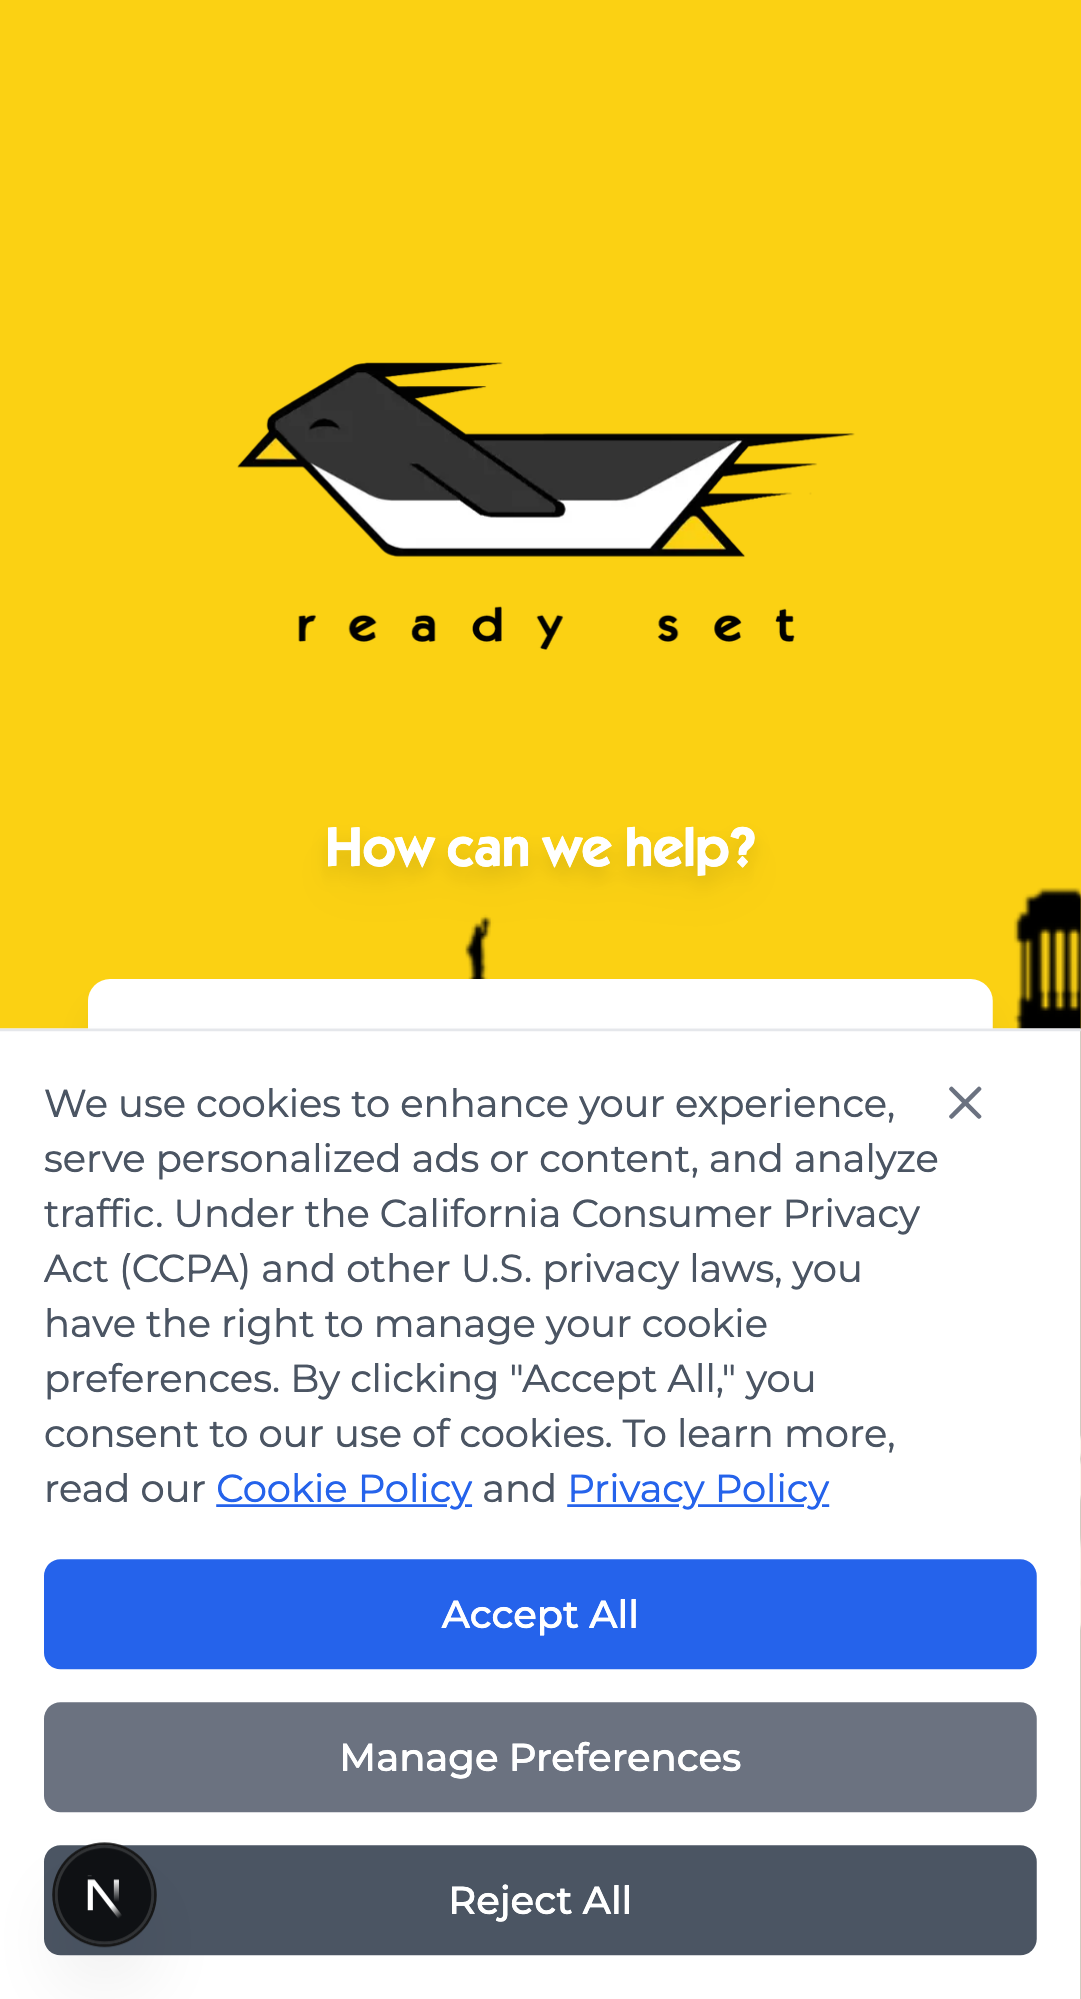 ready set
How can we help?
We use cookies to enhance your experience,
serve personalized ads or content, and analyze
traffic. Under the California Consumer Privacy
Act (CCPA) and other U.S. privacy laws, you
have the right to manage your cookie
preferences. By clicking "Accept All," you
consent to our use of cookies. To learn more,
read our Cookie Policy and Privacy Policy
Accept All
Manage Preferences
N
Reject All